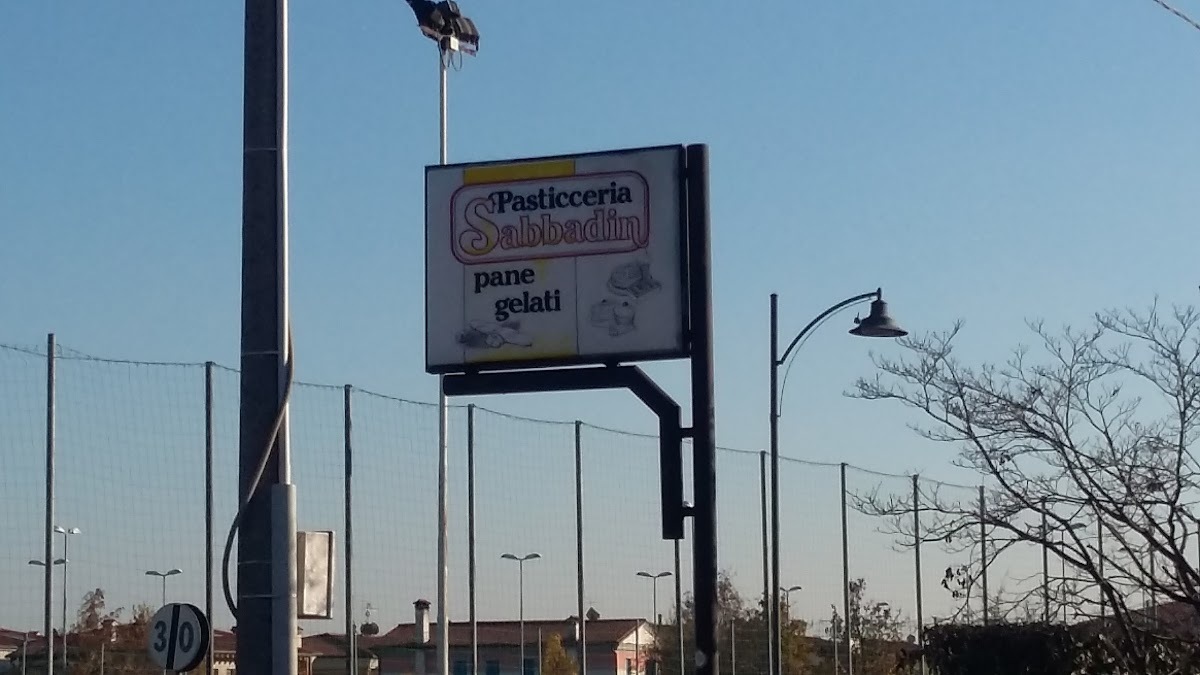 Pasticceria
Sabbadin
pane
gelati
30